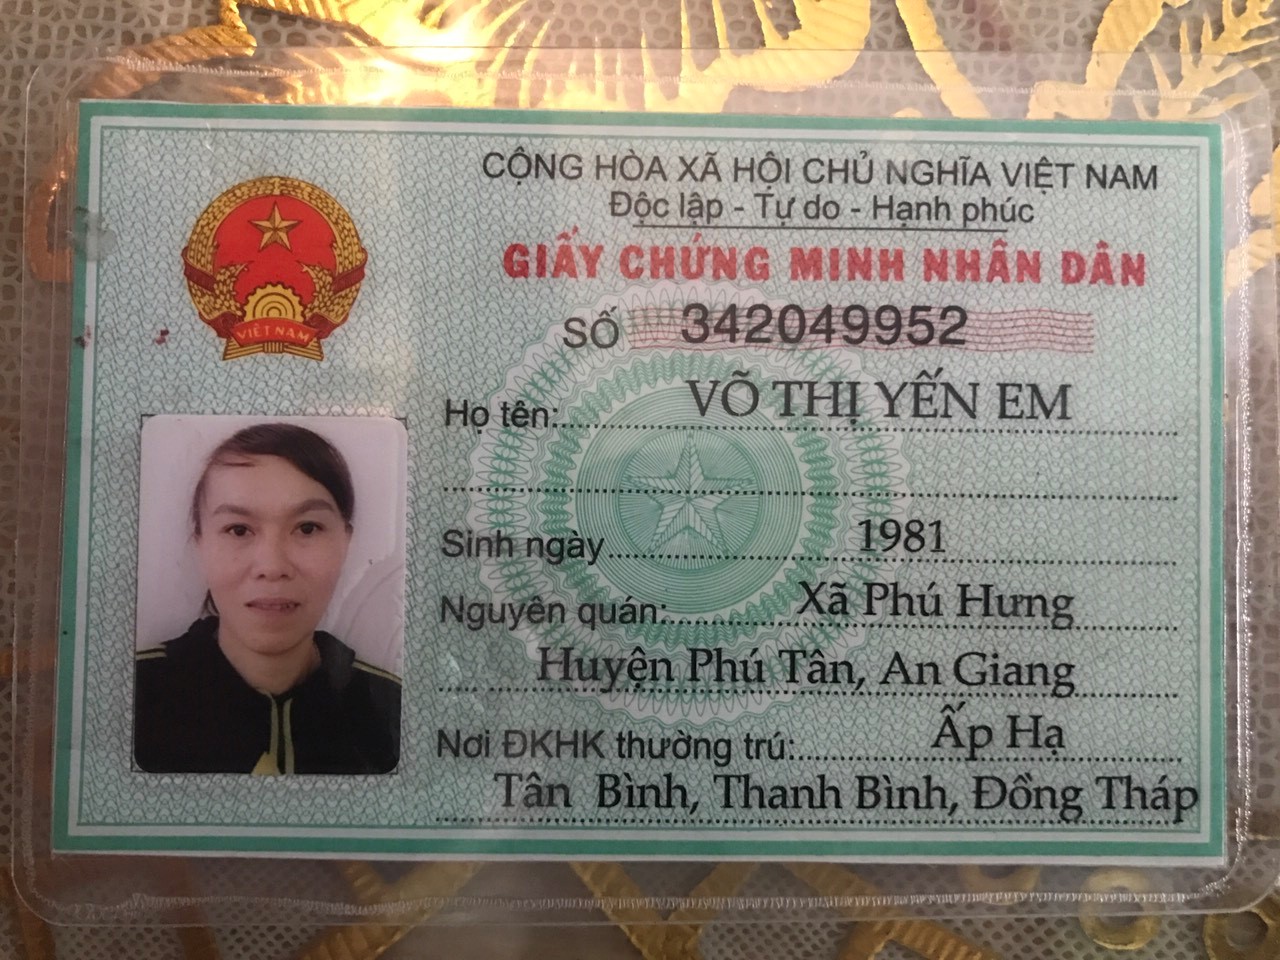 CỘNG HÒA XÃ HỘI CHỦ NGHĨA VIỆT NAM
Độc lập - Tự do - Hạnh phúc
GIẤY CHỨNG MINH NHÂN DÂN
SỐ 342049952
VIỆT NAM
Họ tên: VÕ THỊ YẾN EM
Sinh ngày 1981
Nguyên quán: Xã Phú Hưng
Huyện Phú Tân, An Giang
Nơi ĐKHK thường trú: Ấp Hạ
Tân Bình, Thanh Bình, Đồng Tháp